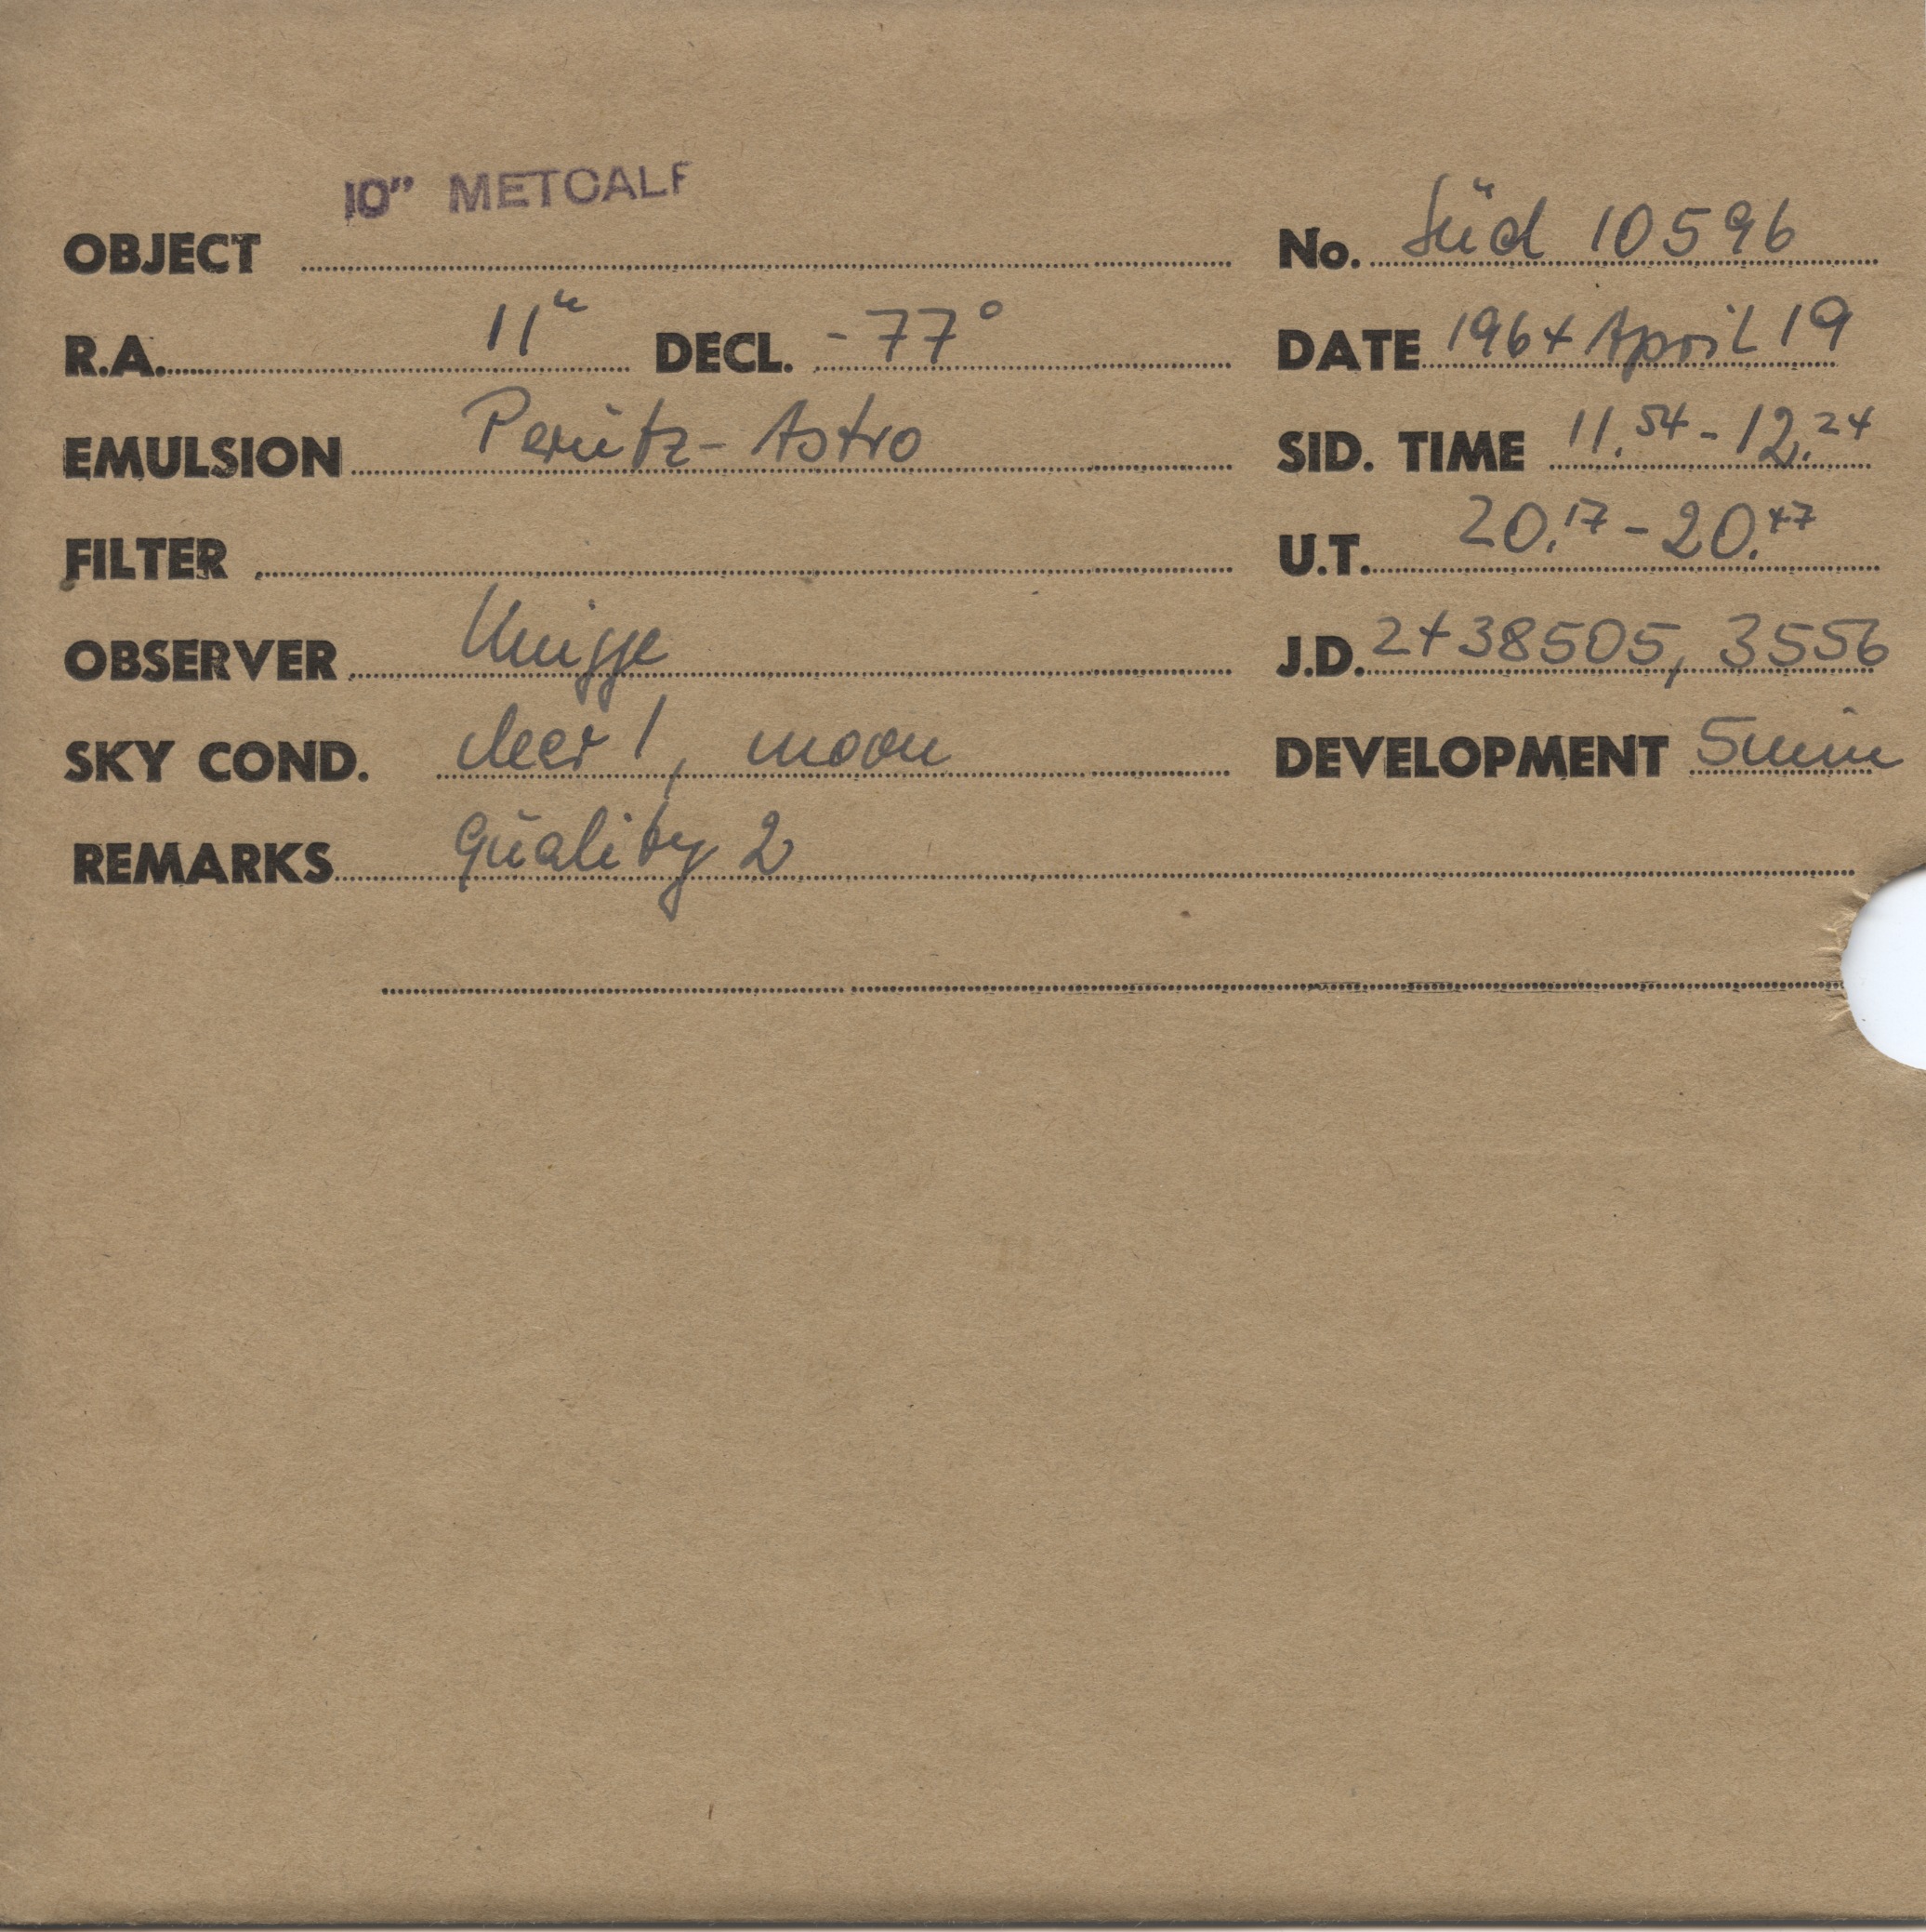 10" METCALF
OBJECT No. Süd 10596
R.A. 11ʰ DECL. -77° DATE 1964 April 19
EMULSION Perutz-Astro SID. TIME 11.54-12.24
FILTER U.T. 20.17-20.47
OBSERVER Knigge J.D. 2438505,3556
SKY COND. clear!, moon DEVELOPMENT 5min
REMARKS quality 2